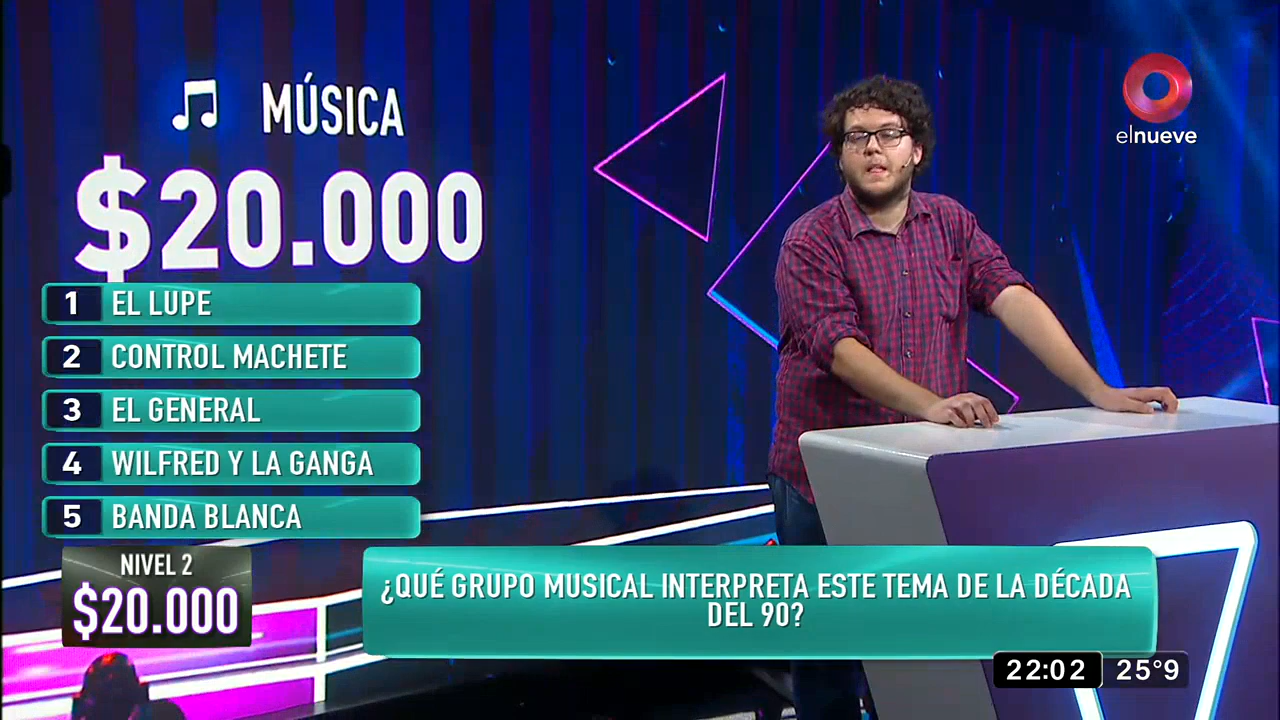 MÚSICA
$20.000
1 EL LUPE
2 CONTROL MACHETE
3 EL GENERAL
4 WILFRED Y LA GANGA
5 BANDA BLANCA
NIVEL 2
$20.000
¿QUÉ GRUPO MUSICAL INTERPRETA ESTE TEMA DE LA DÉCADA
DEL 90?
elnueve
22:02 25°9